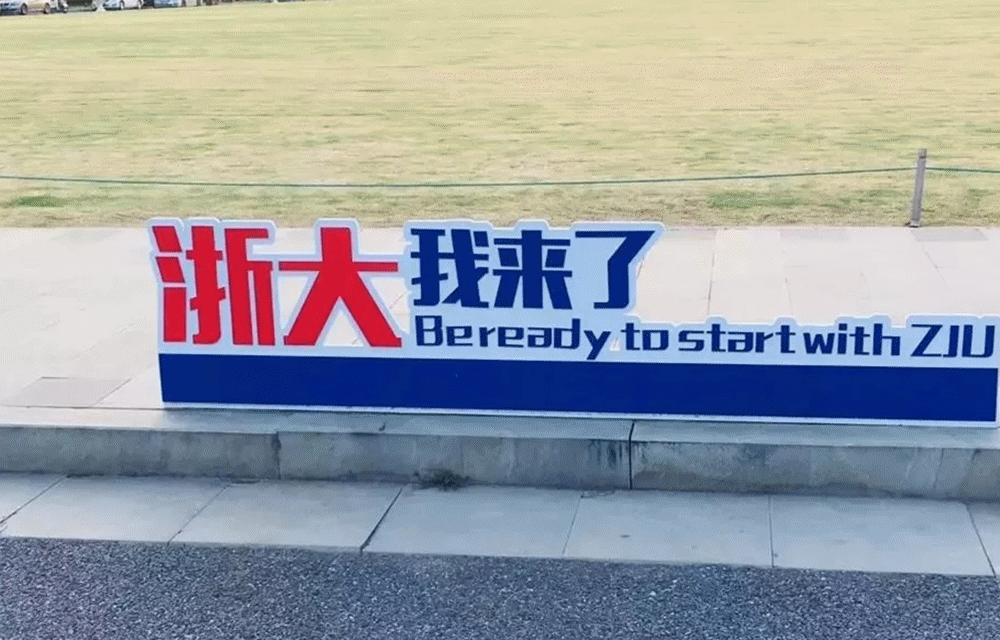 浙大我来了
Be ready to start with ZJU